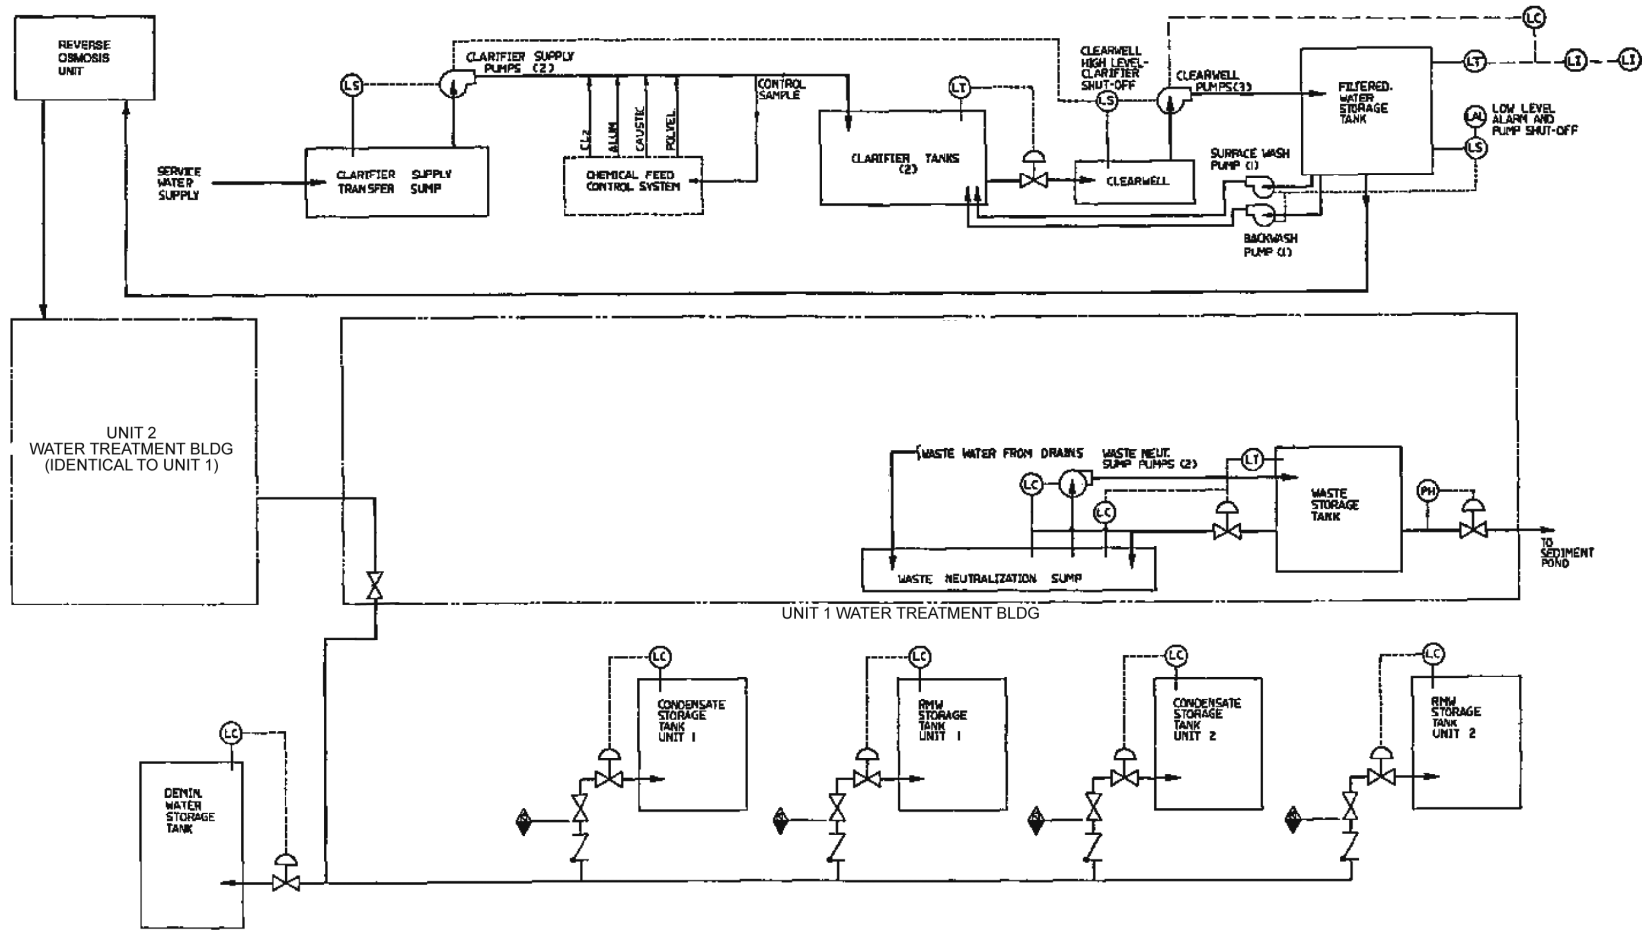 REVERSE
OSMOSIS
UNIT
SERVICE
WATER
SUPPLY
LS
CLARIFIER SUPPLY
PUMPS (2)
CLARIFIER SUPPLY
TRANSFER SUMP
CL2
ALUM
CAUSTIC
POLYEL
CONTROL
SAMPLE
CHEMICAL FEED
CONTROL SYSTEM
LT
CLARIFIER TANKS
(2)
CLEARWELL
HIGH LEVEL-
CLARIFIER
SHUT-OFF
LS
CLEARWELL
PUMPS(3)
CLEARWELL
SURFACE WASH
PUMP (1)
BACKWASH
PUMP (1)
FILTERED.
WATER
STORAGE
TANK
LC
LT
LI
LI
LAL
LOW LEVEL
ALARM AND
PUMP SHUT-OFF
LS
UNIT 2
WATER TREATMENT BLDG
(IDENTICAL TO UNIT 1)
WASTE WATER FROM DRAINS
WASTE NEUT.
SUMP PUMPS (2)
LC
LC
LT
WASTE
STORAGE
TANK
PH
TO
SEDIMENT
POND
WASTE NEUTRALIZATION SUMP
UNIT 1 WATER TREATMENT BLDG
LC
CONDENSATE
STORAGE
TANK
UNIT 1
LC
RMW
STORAGE
TANK
UNIT 1
LC
CONDENSATE
STORAGE
TANK
UNIT 2
LC
RMW
STORAGE
TANK
UNIT 2
LC
DEMIN.
WATER
STORAGE
TANK